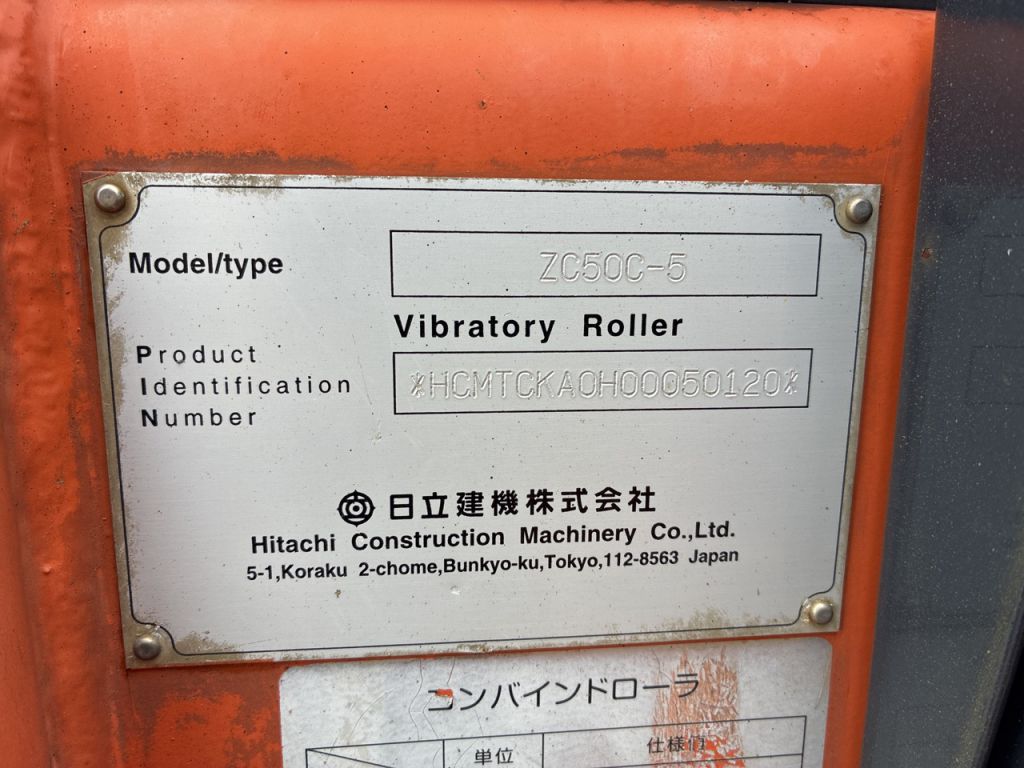 Model/type
ZC50C-5
Vibratory Roller
Product
Identification
Number
*HCMTCKA0H00050120*
日立建機株式会社
Hitachi Construction Machinery Co.,Ltd.
5-1,Koraku 2-chome,Bunkyo-ku,Tokyo,112-8563 Japan
コンバインドローラ
単位
仕様値